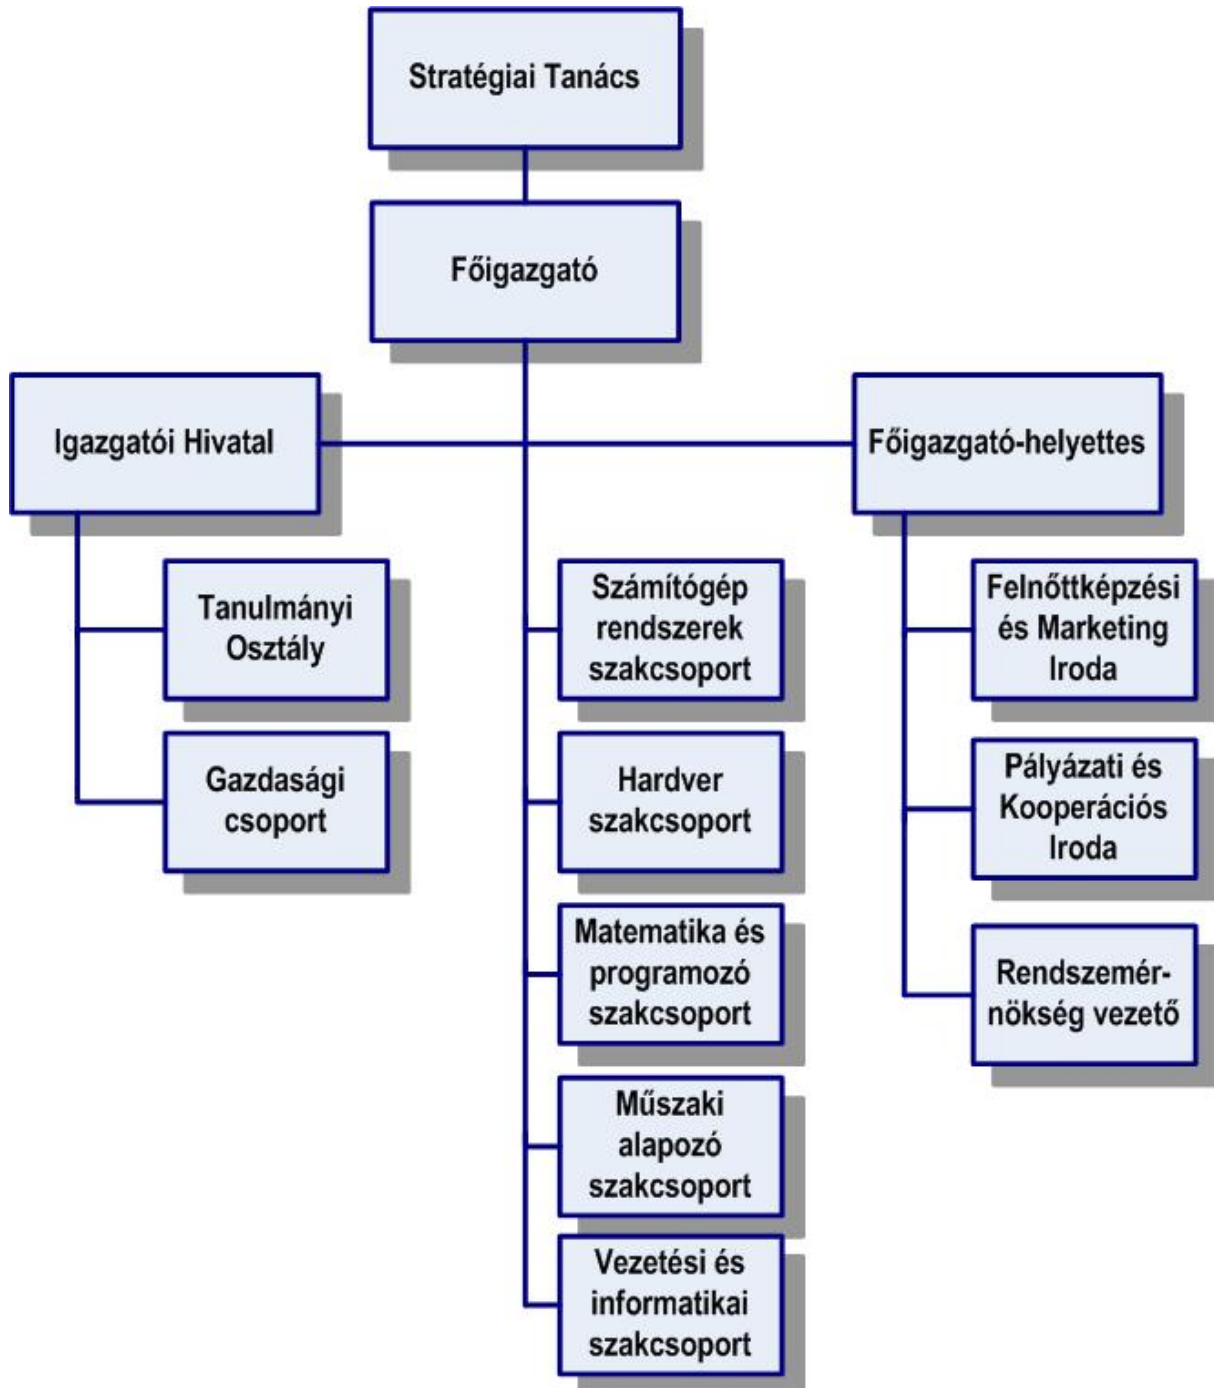 Stratégiai Tanács
Főigazgató
Igazgatói Hivatal
Főigazgató-helyettes
Tanulmányi
Osztály
Gazdasági
csoport
Számítógép
rendszerek
szakcsoport
Hardver
szakcsoport
Matematika és
programozó
szakcsoport
Műszaki
alapozó
szakcsoport
Vezetési és
informatikai
szakcsoport
Felnőttképzési
és Marketing
Iroda
Pályázati és
Kooperációs
Iroda
Rendszemér-
nökség vezető